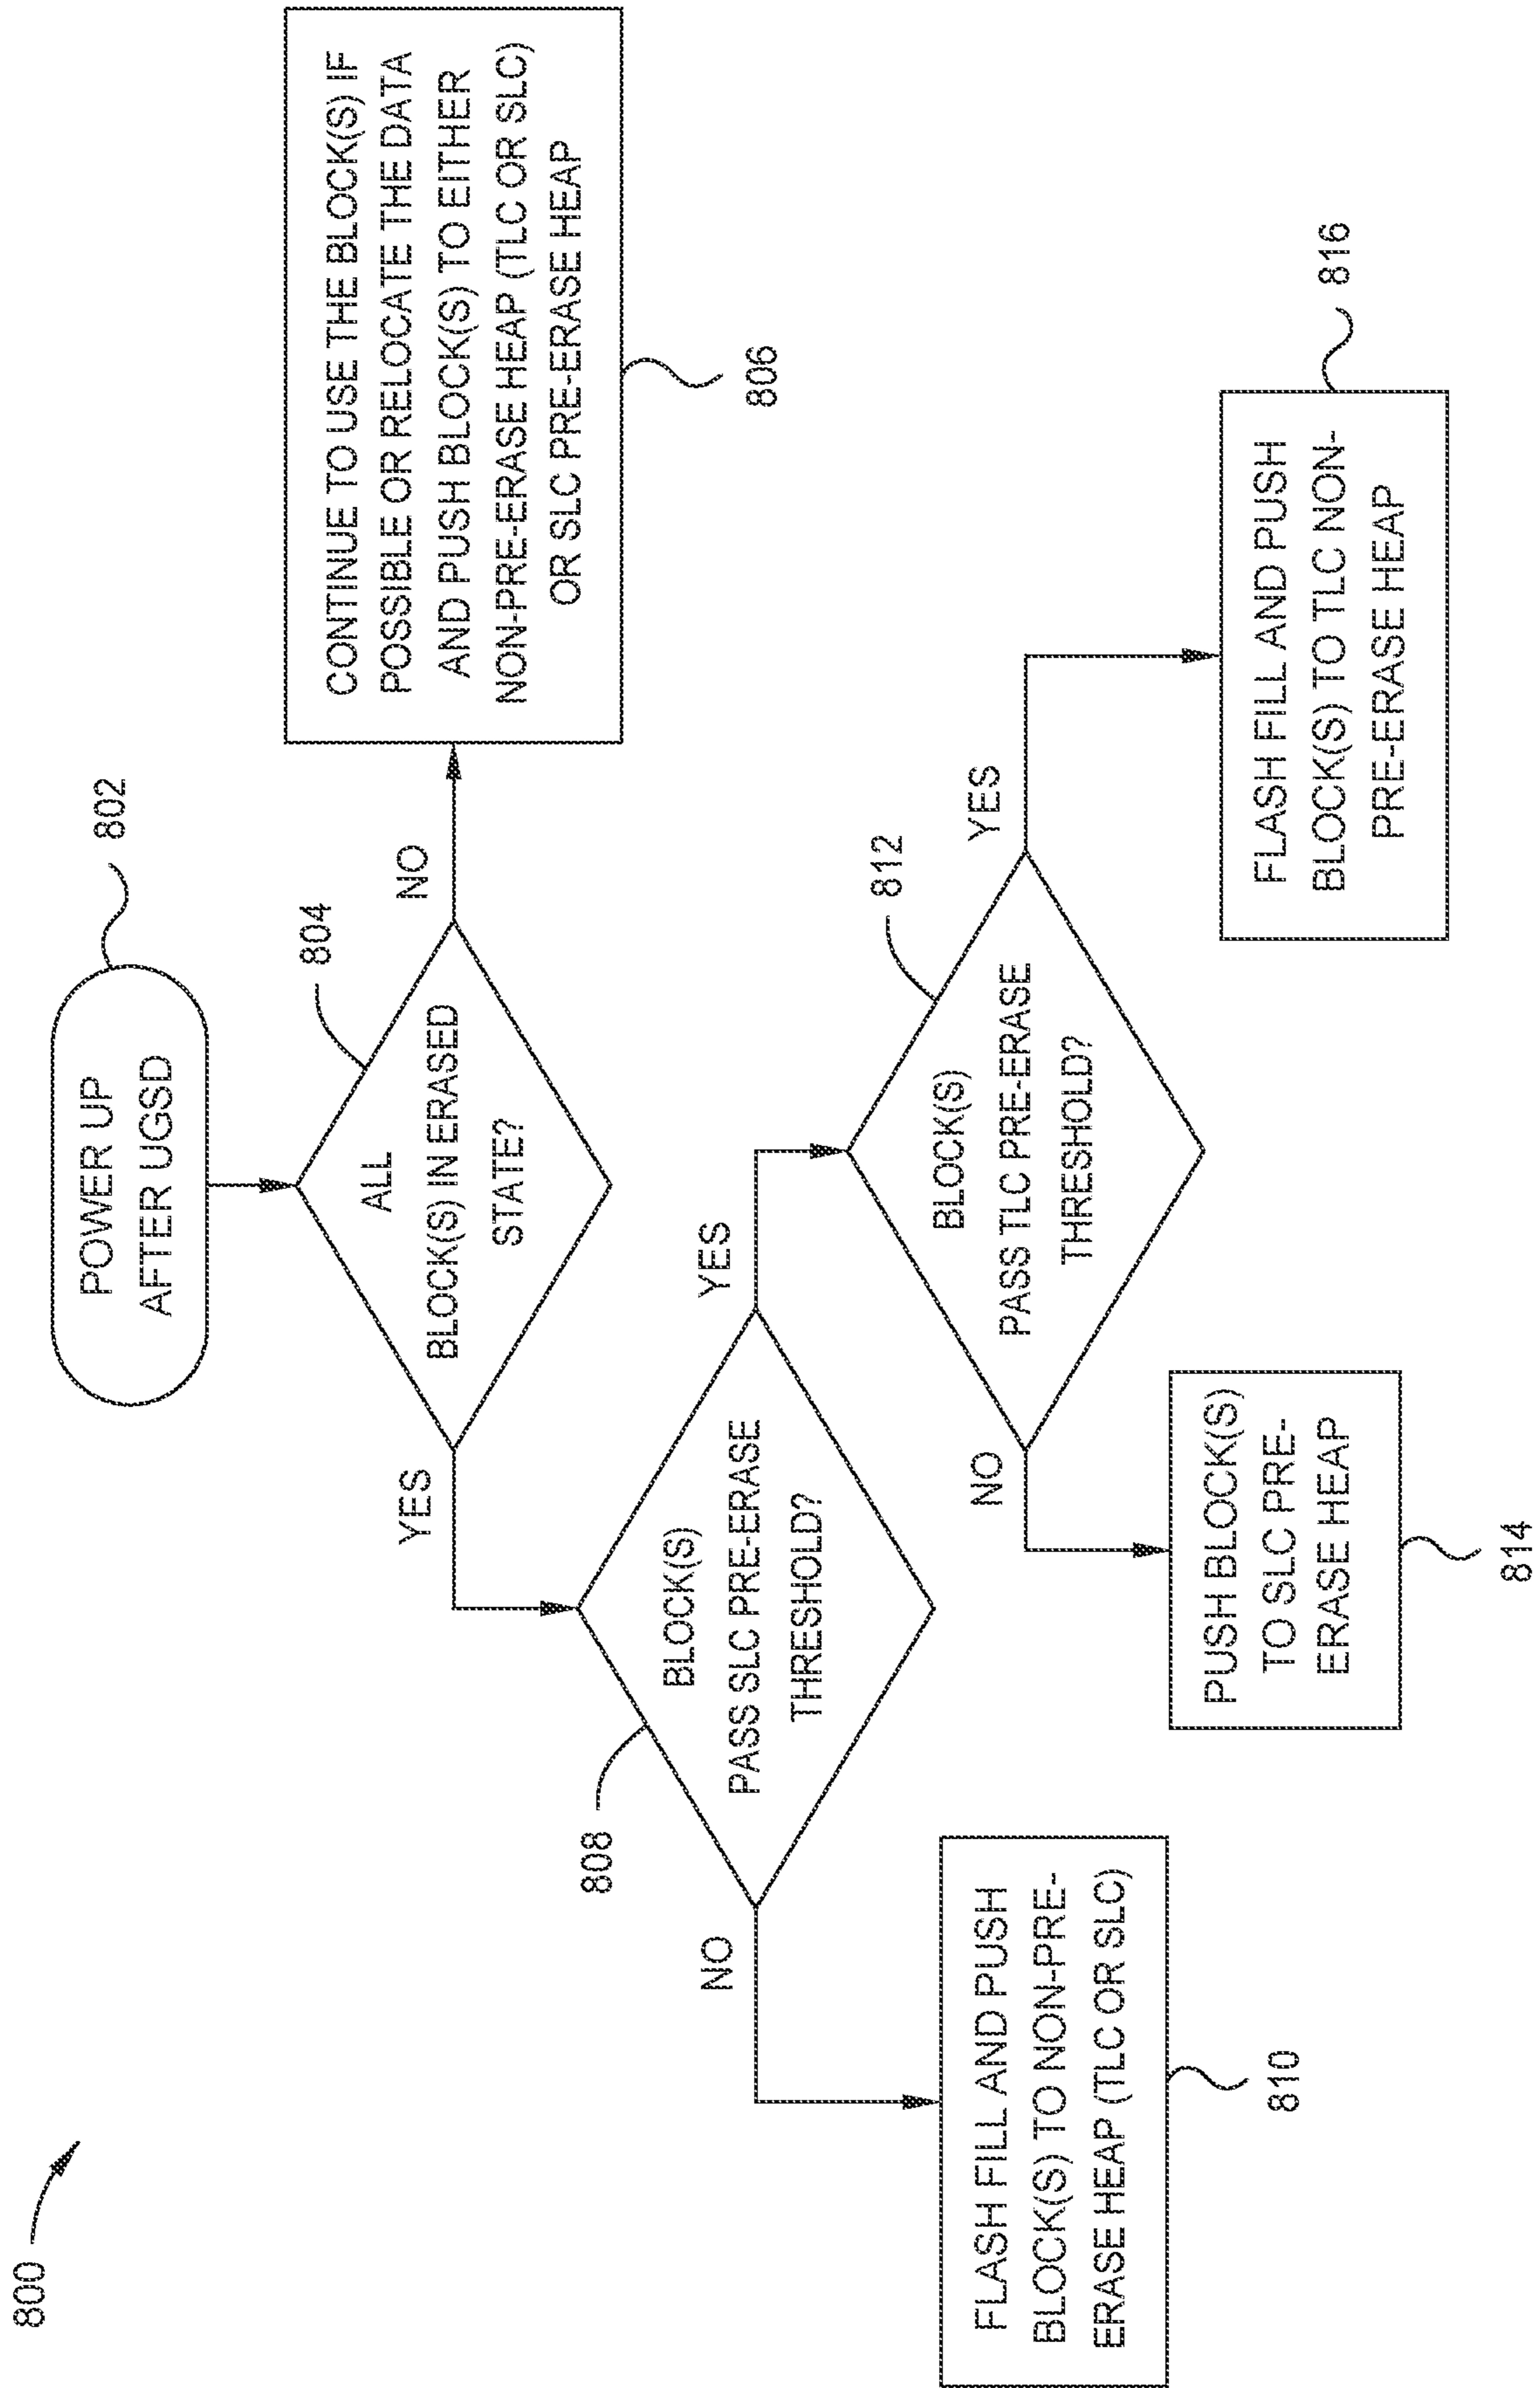 800
POWER UP
AFTER UGSD
802
ALL
BLOCK(S) IN ERASED
STATE?
804
NO
CONTINUE TO USE THE BLOCK(S) IF
POSSIBLE OR RELOCATE THE DATA
AND PUSH BLOCK(S) TO EITHER
NON-PRE-ERASE HEAP (TLC OR SLC)
OR SLC PRE-ERASE HEAP
806
YES
BLOCK(S)
PASS SLC PRE-ERASE
THRESHOLD?
808
NO
FLASH FILL AND PUSH
BLOCK(S) TO NON-PRE-
ERASE HEAP (TLC OR SLC)
810
YES
BLOCK(S)
PASS TLC PRE-ERASE
THRESHOLD?
812
NO
PUSH BLOCK(S)
TO SLC PRE-
ERASE HEAP
814
YES
FLASH FILL AND PUSH
BLOCK(S) TO TLC NON-
PRE-ERASE HEAP
816